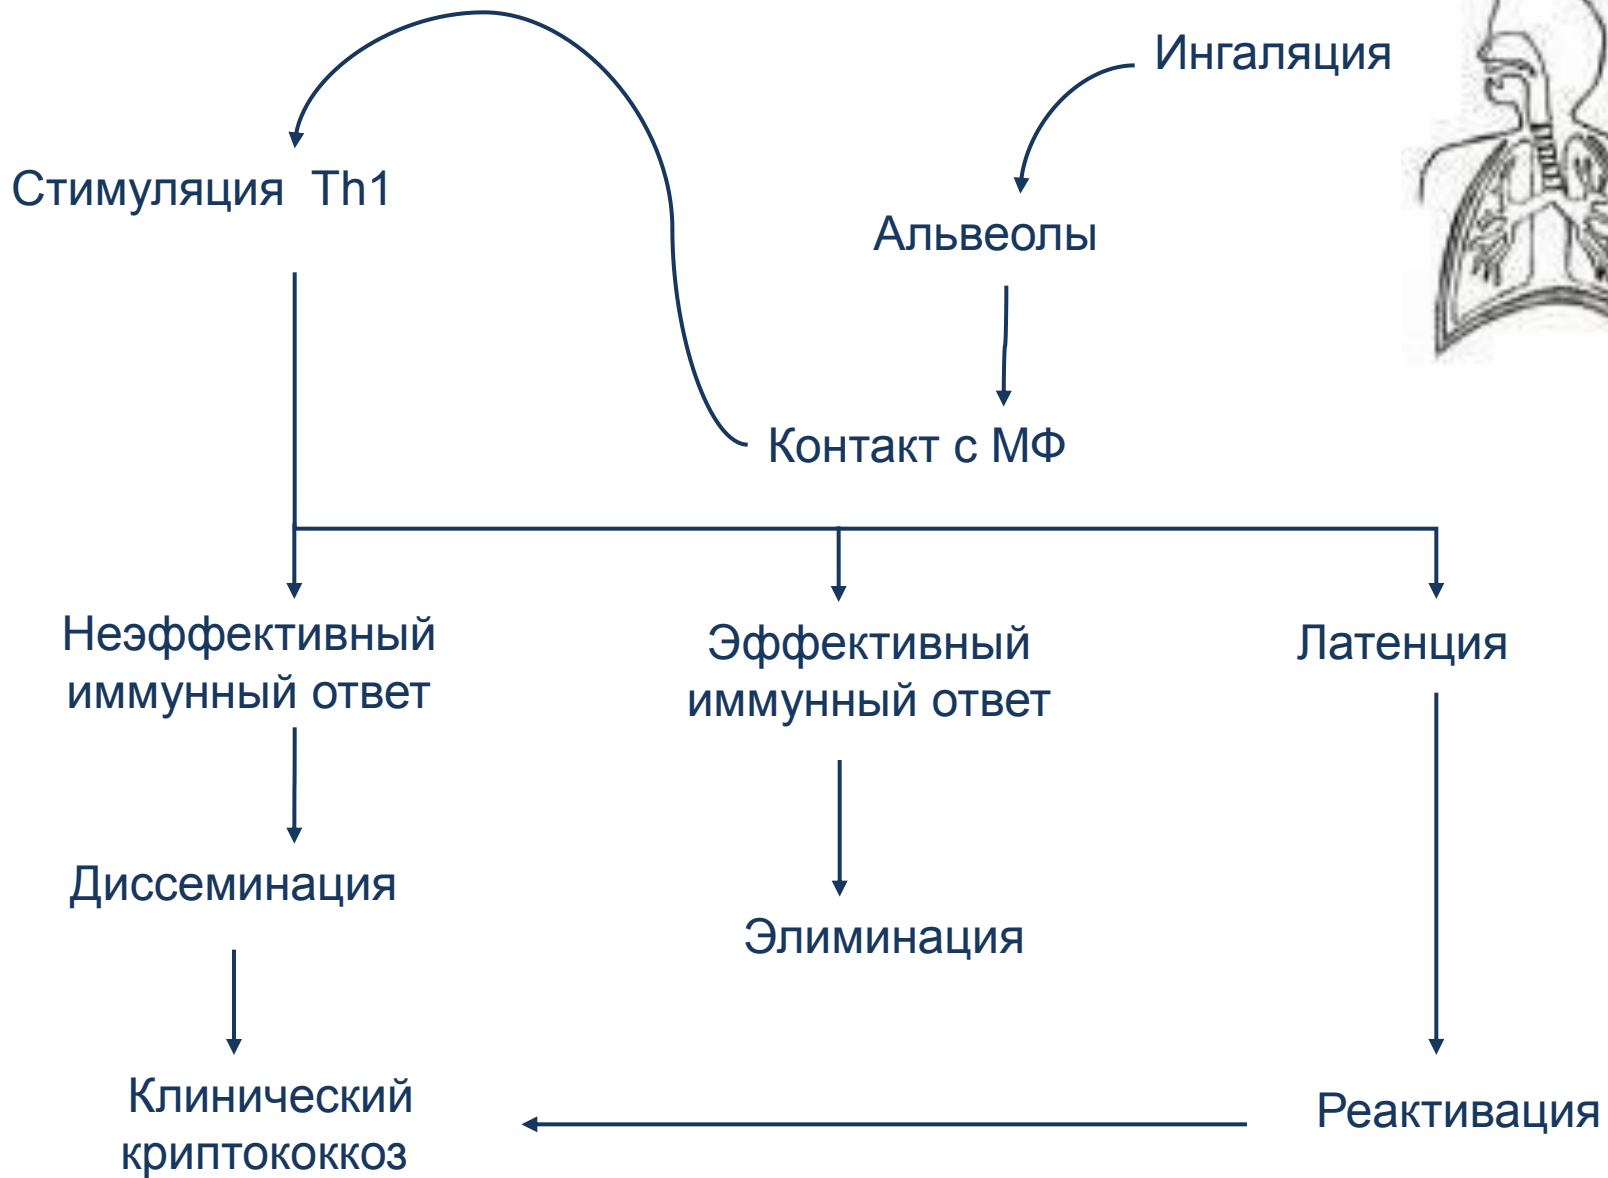 Ингаляция
Альвеолы
Контакт с МФ
Стимуляция Th1
Неэффективный
иммунный ответ
Эффективный
иммунный ответ
Латенция
Диссеминация
Элиминация
Клинический
криптококкоз
Реактивация